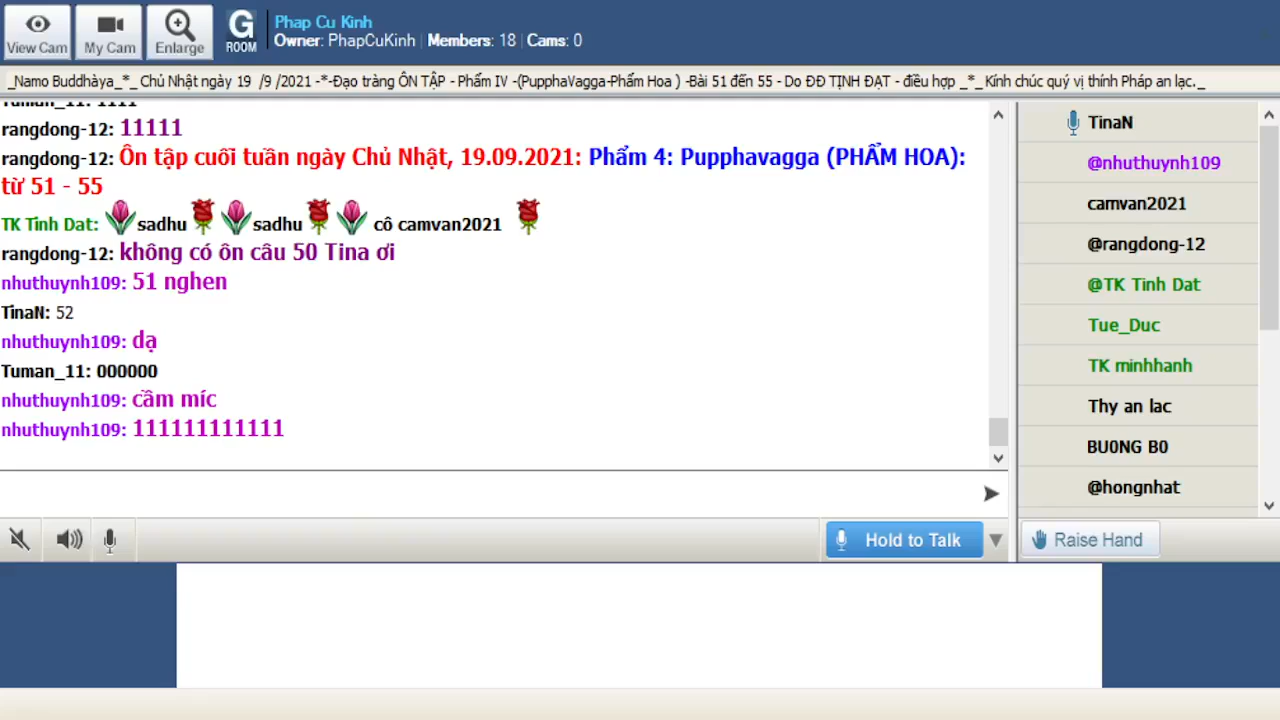 View Cam
My Cam
Enlarge
G ROOM
Phap Cu Kinh
Owner: PhapCuKinh | Members: 18 | Cams: 0
_Namo Buddhàya_*_ Chủ Nhật ngày 19 /9 /2021 -*-Đạo tràng ÔN TẬP - Phẩm IV -(PupphaVagga-Phẩm Hoa ) -Bài 51 đến 55 - Do ĐĐ TỊNH ĐẠT - điều hợp _*_ Kính chúc quý vị thính Pháp an lạc._
Tuman_11: 1111
rangdong-12: 11111
rangdong-12: Ôn tập cuối tuần ngày Chủ Nhật, 19.09.2021: Phẩm 4: Pupphavagga (PHẨM HOA):
từ 51 - 55
TK Tinh Dat: sadhu sadhu cô camvan2021
rangdong-12: không có ôn câu 50 Tina ơi
nhuthuynh109: 51 nghen
TinaN: 52
nhuthuynh109: dạ
Tuman_11: 000000
nhuthuynh109: cầm míc
nhuthuynh109: 111111111111
Hold to Talk
TinaN
@nhuthuynh109
camvan2021
@rangdong-12
@TK Tinh Dat
Tue_Duc
TK minhhanh
Thy an lac
BU0NG B0
@hongnhat
Raise Hand